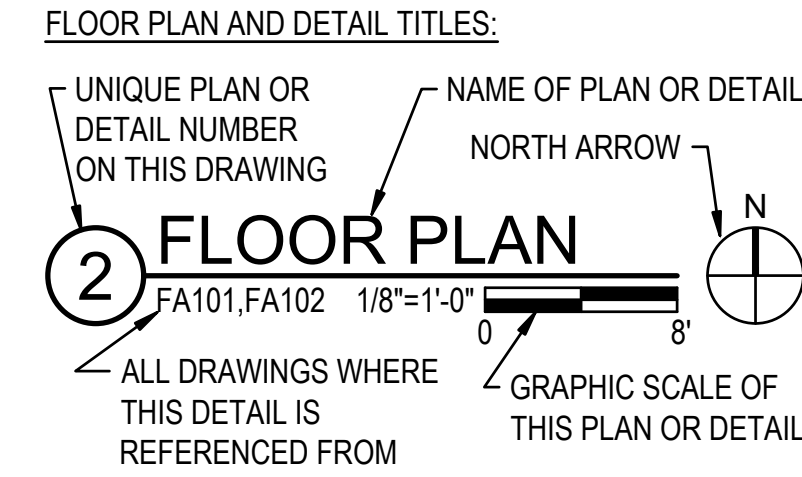 FLOOR PLAN AND DETAIL TITLES:
UNIQUE PLAN OR
DETAIL NUMBER
ON THIS DRAWING
NAME OF PLAN OR DETAIL
NORTH ARROW
N
2
FLOOR PLAN
FA101,FA102 1/8"=1'-0"
0 8'
ALL DRAWINGS WHERE
THIS DETAIL IS
REFERENCED FROM
GRAPHIC SCALE OF
THIS PLAN OR DETAIL